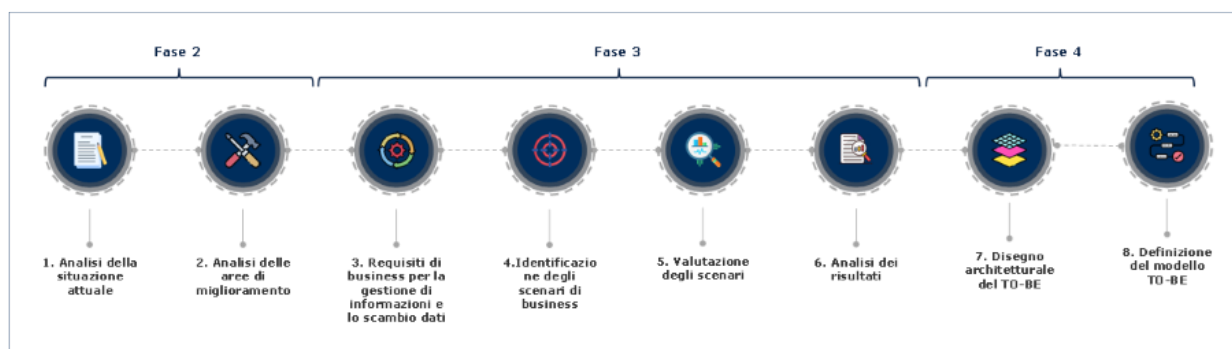 Fase 2
Fase 3
Fase 4
1. Analisi della
situazione
attuale
2. Analisi delle
aree di
miglioramento
3. Requisiti di
business per la
gestione di
informazioni e
lo scambio dati
4.Identificazio
ne degli
scenari di
business
5. Valutazione
degli scenari
6. Analisi dei
risultati
7. Disegno
architetturale
del TO-BE
8. Definizione
del modello
TO-BE